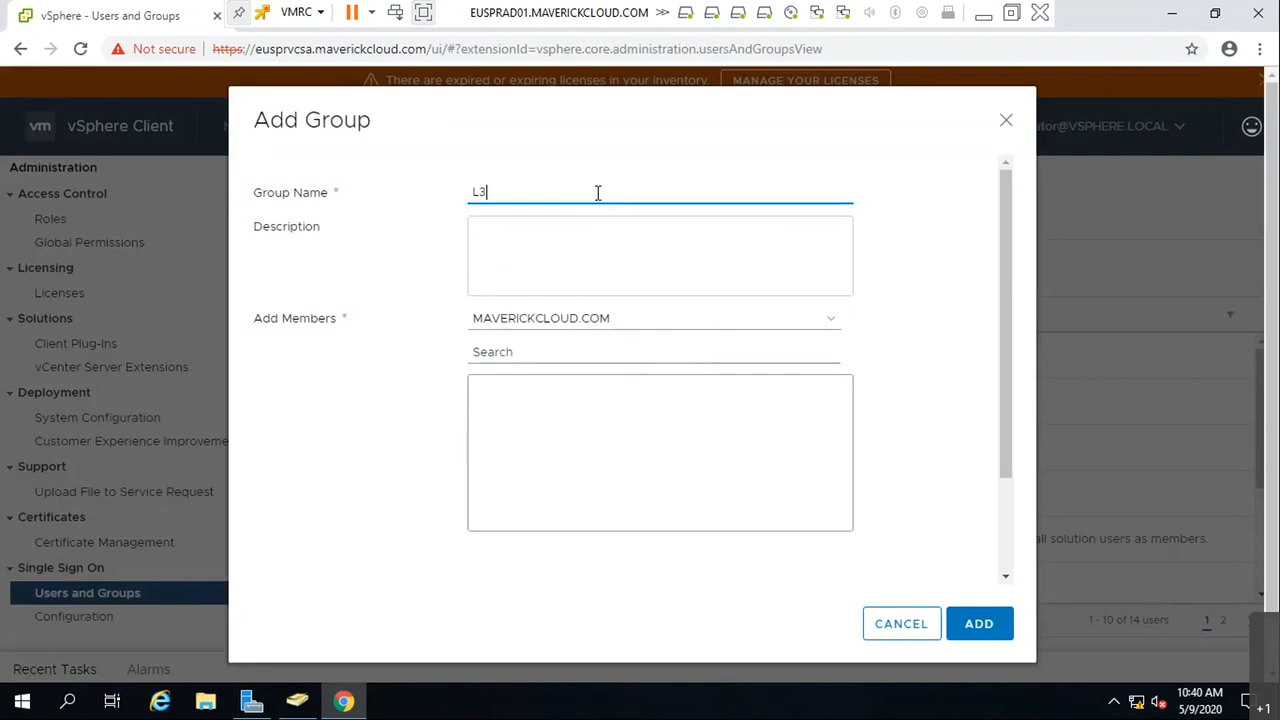 vSphere - Users and Groups
VMRC
EUSPRAD01.MAVERICKCLOUD.COM
Not secure
https://eusprvcsa.maverickcloud.com/ui/#?extensionId=vsphere.core.administration.usersAndGroupsView
There are expired or expiring licenses in your inventory.
MANAGE YOUR LICENSES
vm vSphere Client
ator@VSPHERE.LOCAL
Administration
Access Control
Roles
Global Permissions
Licensing
Licenses
Solutions
Client Plug-Ins
vCenter Server Extensions
Deployment
System Configuration
Customer Experience Improveme
Support
Upload File to Service Request
Certificates
Certificate Management
Single Sign On
Users and Groups
Configuration
Add Group
Group Name *
L3
Description
Add Members *
MAVERICKCLOUD.COM
Search
CANCEL
ADD
all solution users as members.
1 - 10 of 14 users
1 2
Recent Tasks
Alarms
10:40 AM
5/9/2020
+1